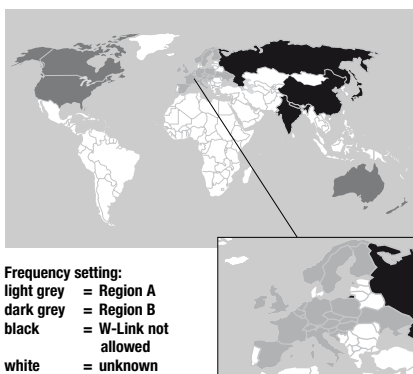 Frequency setting:
light grey = Region A
dark grey = Region B
black = W-Link not
allowed
white = unknown